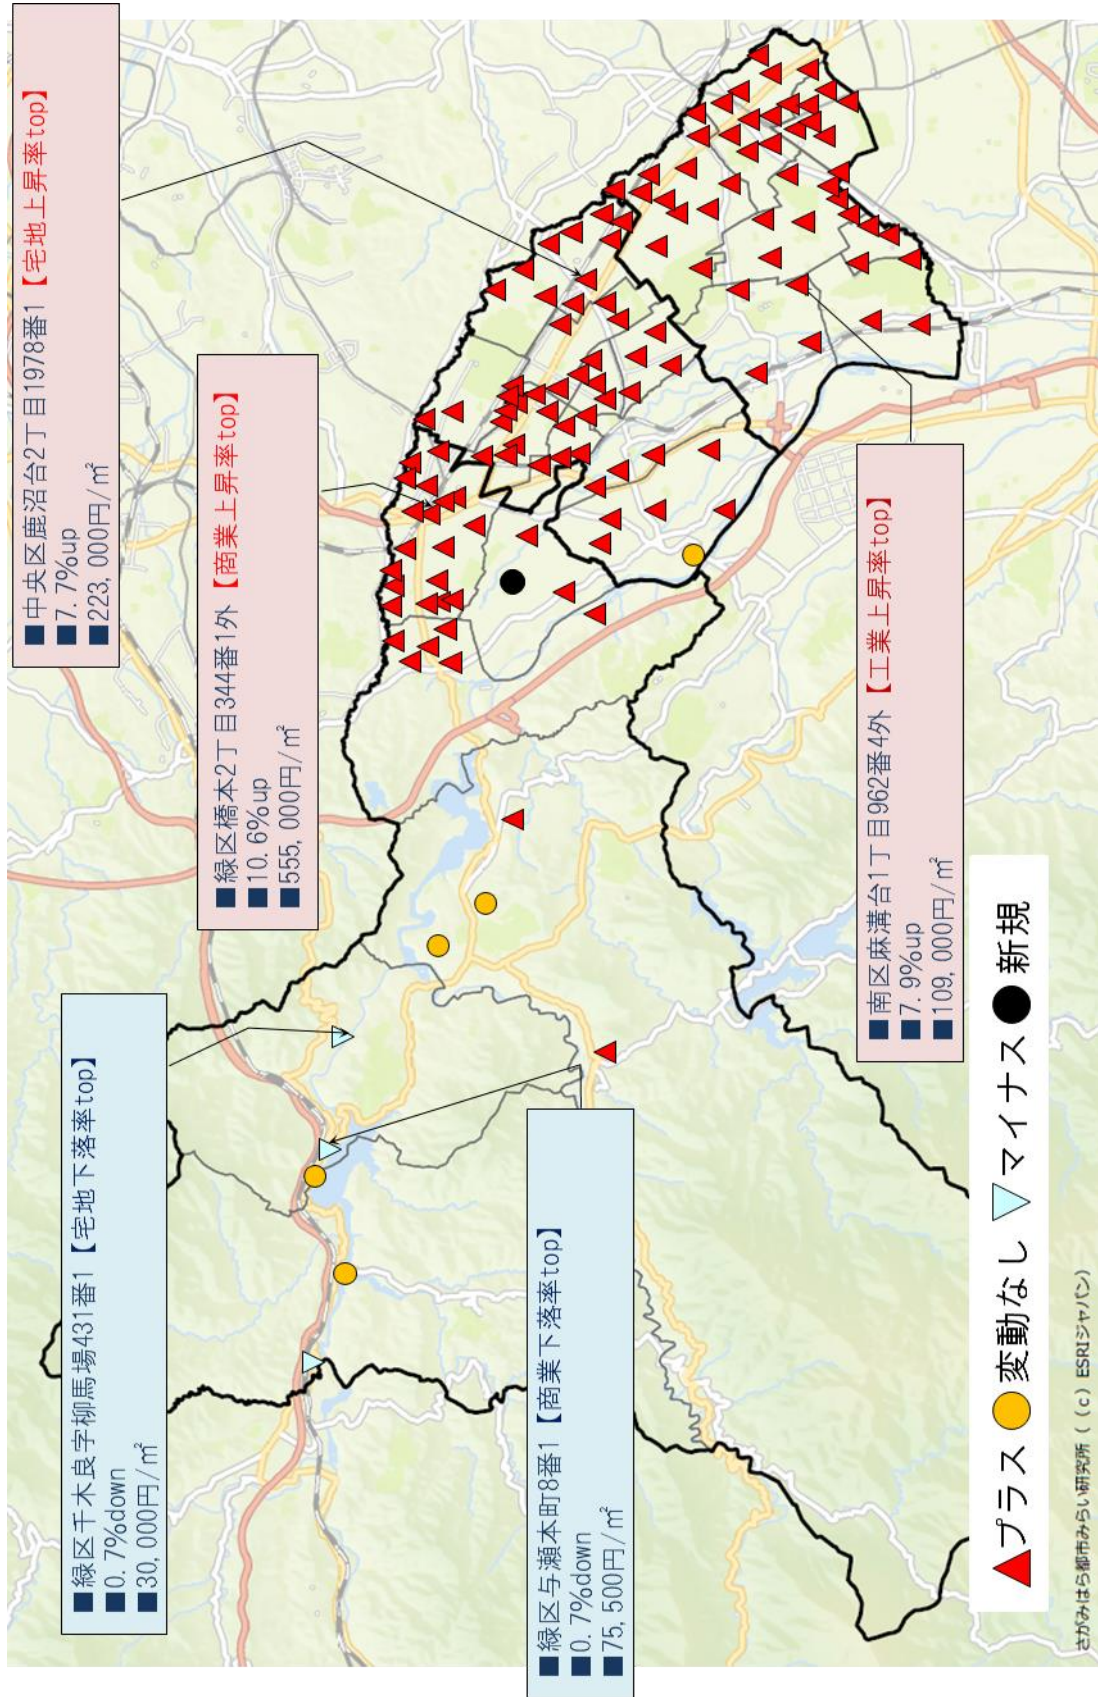 ■緑区千木良字柳馬場431番1【宅地下落率top】
■0.7%down
■30,000円/㎡
■中央区鹿沼台2丁目1978番1【宅地上昇率top】
■7.7%up
■223,000円/㎡
■緑区橋本2丁目344番1外【商業上昇率top】
■10.6%up
■555,000円/㎡
■緑区与瀬本町8番1【商業下落率top】
■0.7%down
■75,500円/㎡
■南区麻溝台1丁目962番4外【工業上昇率top】
■7.9%up
■109,000円/㎡
▲プラス ●変動なし ▽マイナス ●新規
さがみはら都市みらい研究所((c)ESRIジャパン)